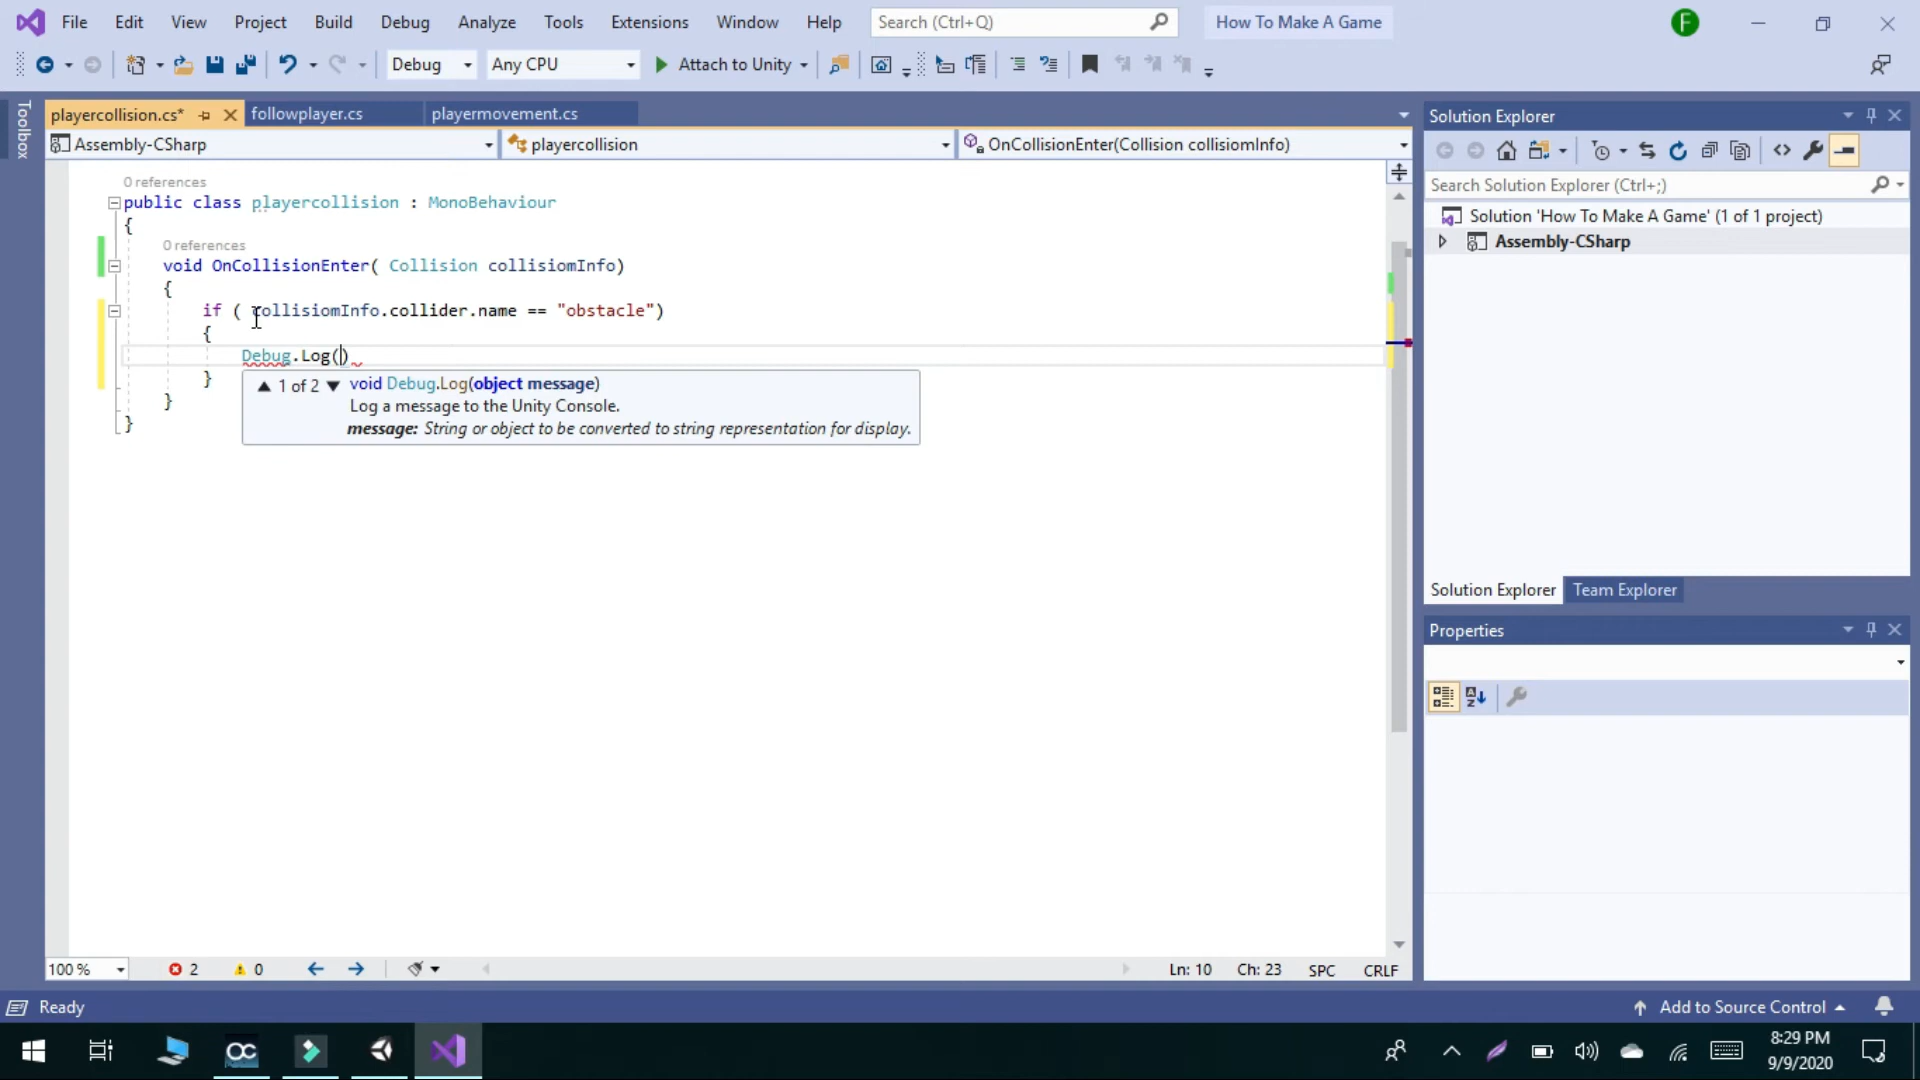 File Edit View Project Build Debug Analyze Tools Extensions Window Help Search (Ctrl+Q) How To Make A Game F
Debug Any CPU Attach to Unity
Toolbox
playercollision.cs* followplayer.cs playermovement.cs
Assembly-CSharp playercollision OnCollisionEnter(Collision collisiomInfo)
0 references
public class playercollision : MonoBehaviour
{
0 references
void OnCollisionEnter( Collision collisiomInfo)
{
if ( collisiomInfo.collider.name == "obstacle")
{
Debug.Log()
}
}
}
1 of 2 void Debug.Log(object message)
Log a message to the Unity Console.
message: String or object to be converted to string representation for display.
Solution Explorer
Search Solution Explorer (Ctrl+;)
Solution 'How To Make A Game' (1 of 1 project)
Assembly-CSharp
Solution Explorer Team Explorer
Properties
100 % 2 0 Ln: 10 Ch: 23 SPC CRLF
Ready Add to Source Control
8:29 PM
9/9/2020